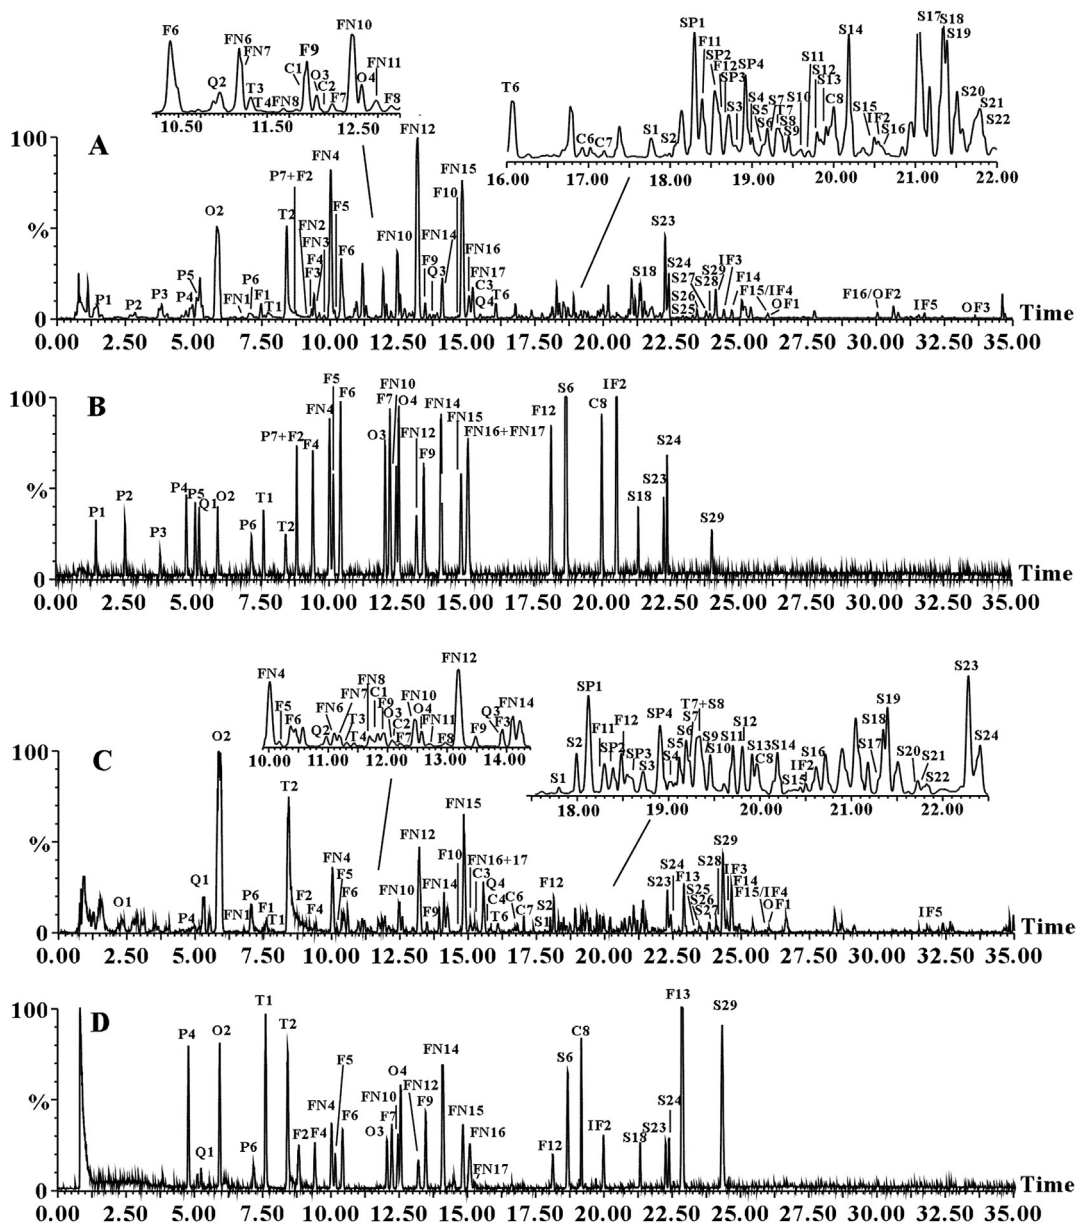 F6
FN6
FN7
Q2
T3
T4
FN8
C1
F9
O3
C2
F7
FN10
O4
FN11
F8
10.50 11.50 12.50
T6
C6
C7
S1
S2
SP1
F11
SP2
F12
SP3
S3
SP4
S4
S5
S6
S7
T7
S8
S9
S10
S11
S12
S13
C8
S14
S15
IF2
S16
S17
S18
S19
S20
S21
S22
16.00 17.00 18.00 19.00 20.00 21.00 22.00
A
100
%
0
P1
P2
P3
P4
P5
O2
FN1
P6
F1
T1
T2
P7+F2
FN2
FN3
F4
F3
FN4
F5
F6
FN10
FN12
F9
Q3
FN14
F10
FN15
FN16
FN17
C3
Q4
T6
S18
S23
S24
S27
S26
S25
S28
S29
IF3
F14
F15/IF4
OF1
F16/OF2
IF5
OF3
Time
0.00 2.50 5.00 7.50 10.00 12.50 15.00 17.50 20.00 22.50 25.00 27.50 30.00 32.50 35.00
B
100
%
0
P1
P2
P3
P4
P5
Q1
O2
P6
T1
T2
P7+F2
F4
FN4
F5
F6
O3
F7
FN10
O4
FN12
F9
FN14
FN15
FN16+FN17
F12
S6
C8
IF2
S18
S23
S24
S29
Time
0.00 2.50 5.00 7.50 10.00 12.50 15.00 17.50 20.00 22.50 25.00 27.50 30.00 32.50 35.00
FN4
F5
F6
Q2
FN6
FN7
T3
T4
FN8
C1
F9
O3
C2
F7
FN10
O4
FN11
F8
FN12
F9
Q3
F3
FN14
10.00 11.00 12.00 13.00 14.00
S1
S2
SP1
F11
SP2
F12
SP3
S3
SP4
S4
S5
S6
S7
T7+S8
S9
S10
S11
S12
S13
C8
S14
S15
IF2
S16
S17
S18
S19
S20
S21
S22
S23
18.00 19.00 20.00 21.00 22.00
C
100
%
0
O1
P4
Q1
O2
FN1
P6
F1
T1
T2
F2
F4
FN4
F5
F6
FN10
FN12
F9
FN14
F10
FN15
FN16+17
C3
Q4
C4
T6
C6
C7
S2
S1
F12
S23
S24
F13
S25
S26
S27
S28
S29
IF3
F14
F15/IF4
OF1
IF5
Time
0.00 2.50 5.00 7.50 10.00 12.50 15.00 17.50 20.00 22.50 25.00 27.50 30.00 32.50 35.00
D
100
%
0
P4
Q1
O2
P6
T1
T2
F2
F4
FN4
F5
F6
O3
F7
FN10
O4
FN12
F9
FN14
FN15
FN16
FN17
F12
S6
C8
IF2
S18
S23
S24
F13
S29
Time
0.00 2.50 5.00 7.50 10.00 12.50 15.00 17.50 20.00 22.50 25.00 27.50 30.00 32.50 35.00